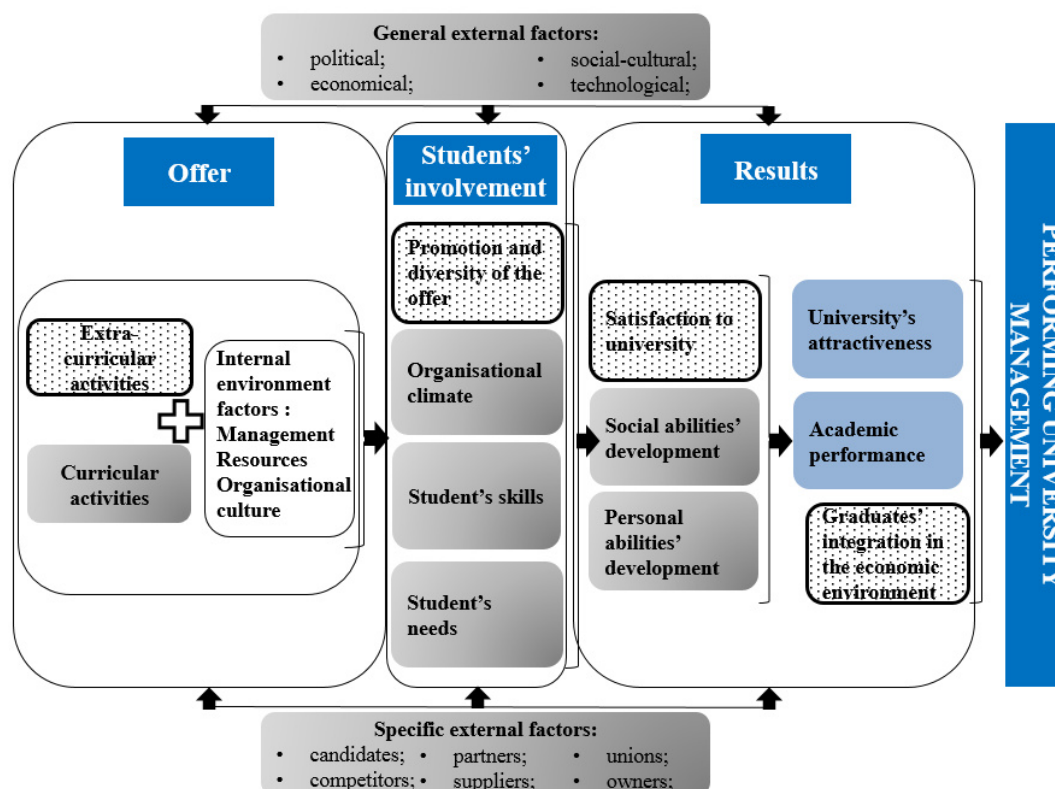 General external factors:
• political;
• economical;
• social-cultural;
• technological;
Offer
Extra-
curricular
activities
Curricular
activities
Internal
environment
factors :
Management
Resources
Organisational
culture
Students'
involvement
Promotion and
diversity of the
offer
Organisational
climate
Student's skills
Student's
needs
Results
Satisfaction to
university
Social abilities'
development
Personal
abilities'
development
University's
attractiveness
Academic
performance
Graduates'
integration in
the economic
environment
PERFORMING UNIVERSITY
MANAGEMENT
Specific external factors:
• candidates;
• competitors;
• partners;
• suppliers;
• unions;
• owners;